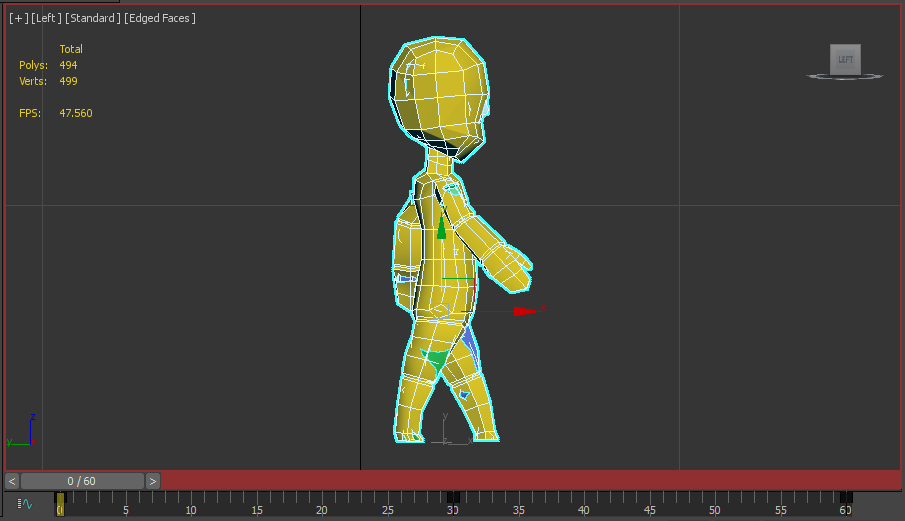 [+] [Left] [Standard] [Edged Faces]
Total
Polys: 494
Verts: 499
FPS: 47.560
LEFT
x
z
y
y
x
z
< 0 / 60 >
0 5 10 15 20 25 30 35 40 45 50 55 60